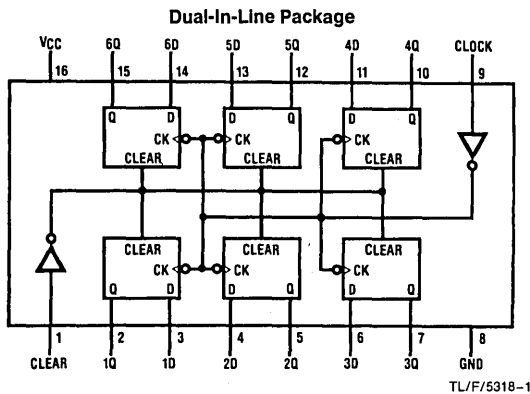 Dual-In-Line Package
VCC 6Q 6D 5D 5Q 4D 4Q CLOCK
16 15 14 13 12 11 10 9
Q D D Q D Q
CK CK CK
CLEAR CLEAR CLEAR
CLEAR CLEAR CLEAR
CK CK CK
Q D D Q D Q
1 2 3 4 5 6 7 8
CLEAR 1Q 1D 2D 2Q 3D 3Q GND
TL/F/5318-1